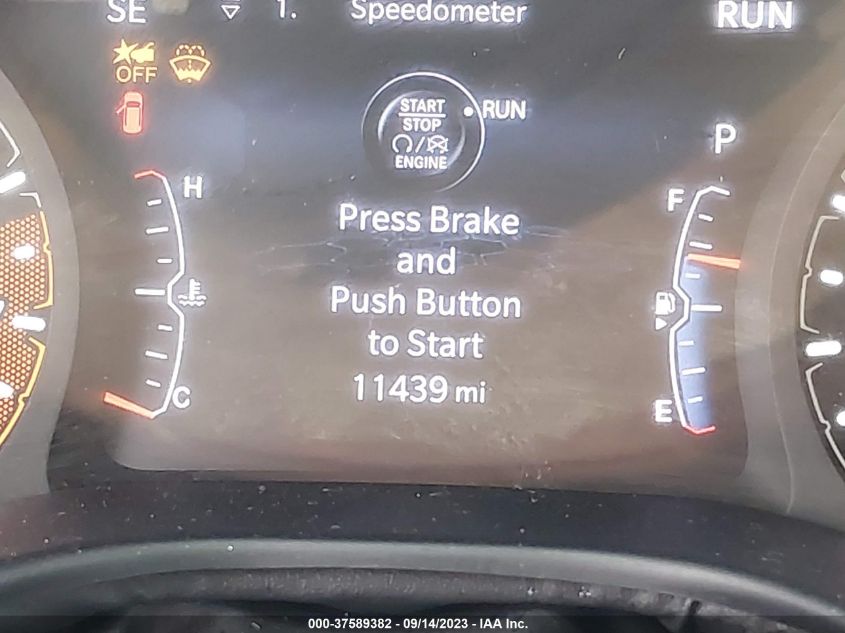 SE 1. Speedometer RUN
OFF
START
STOP
ENGINE
RUN
P
H
F
Press Brake
and
Push Button
to Start
11439 mi
C
E
000-37589382 - 09/14/2023 - IAA Inc.